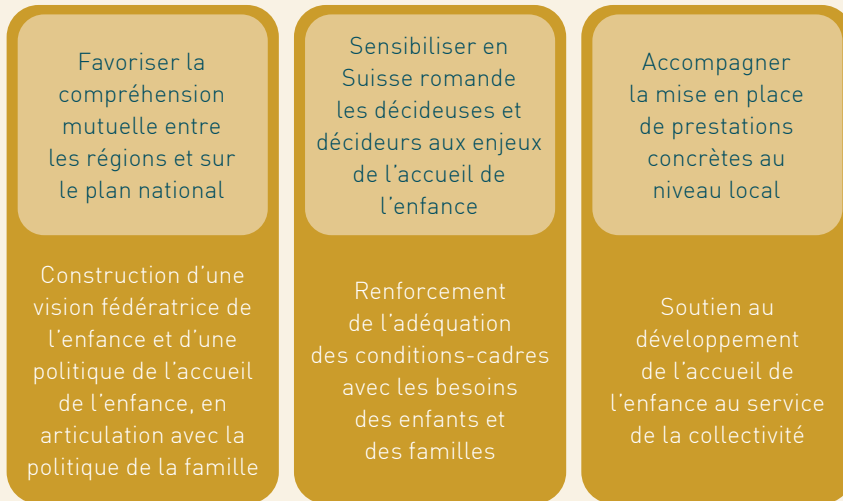 Favoriser la
compréhension
mutuelle entre
les régions et sur
le plan national
Construction d’une
vision fédératrice de
l’enfance et d’une
politique de l’accueil
de l’enfance, en
articulation avec la
politique de la famille
Sensibiliser en
Suisse romande
les décideuses et
décideurs aux enjeux
de l’accueil de
l’enfance
Renforcement
de l’adéquation
des conditions-cadres
avec les besoins
des enfants et
des familles
Accompagner
la mise en place
de prestations
concrètes au
niveau local
Soutien au
développement
de l’accueil de
l’enfance au service
de la collectivité